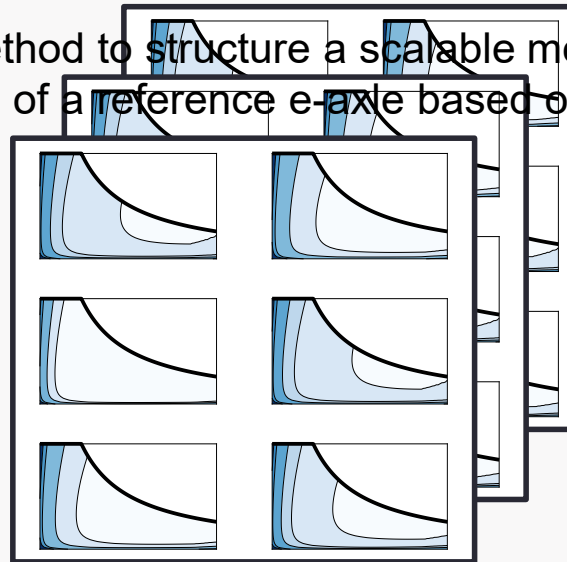 ethod to structure a scalable mo
of a reference e-axle based o